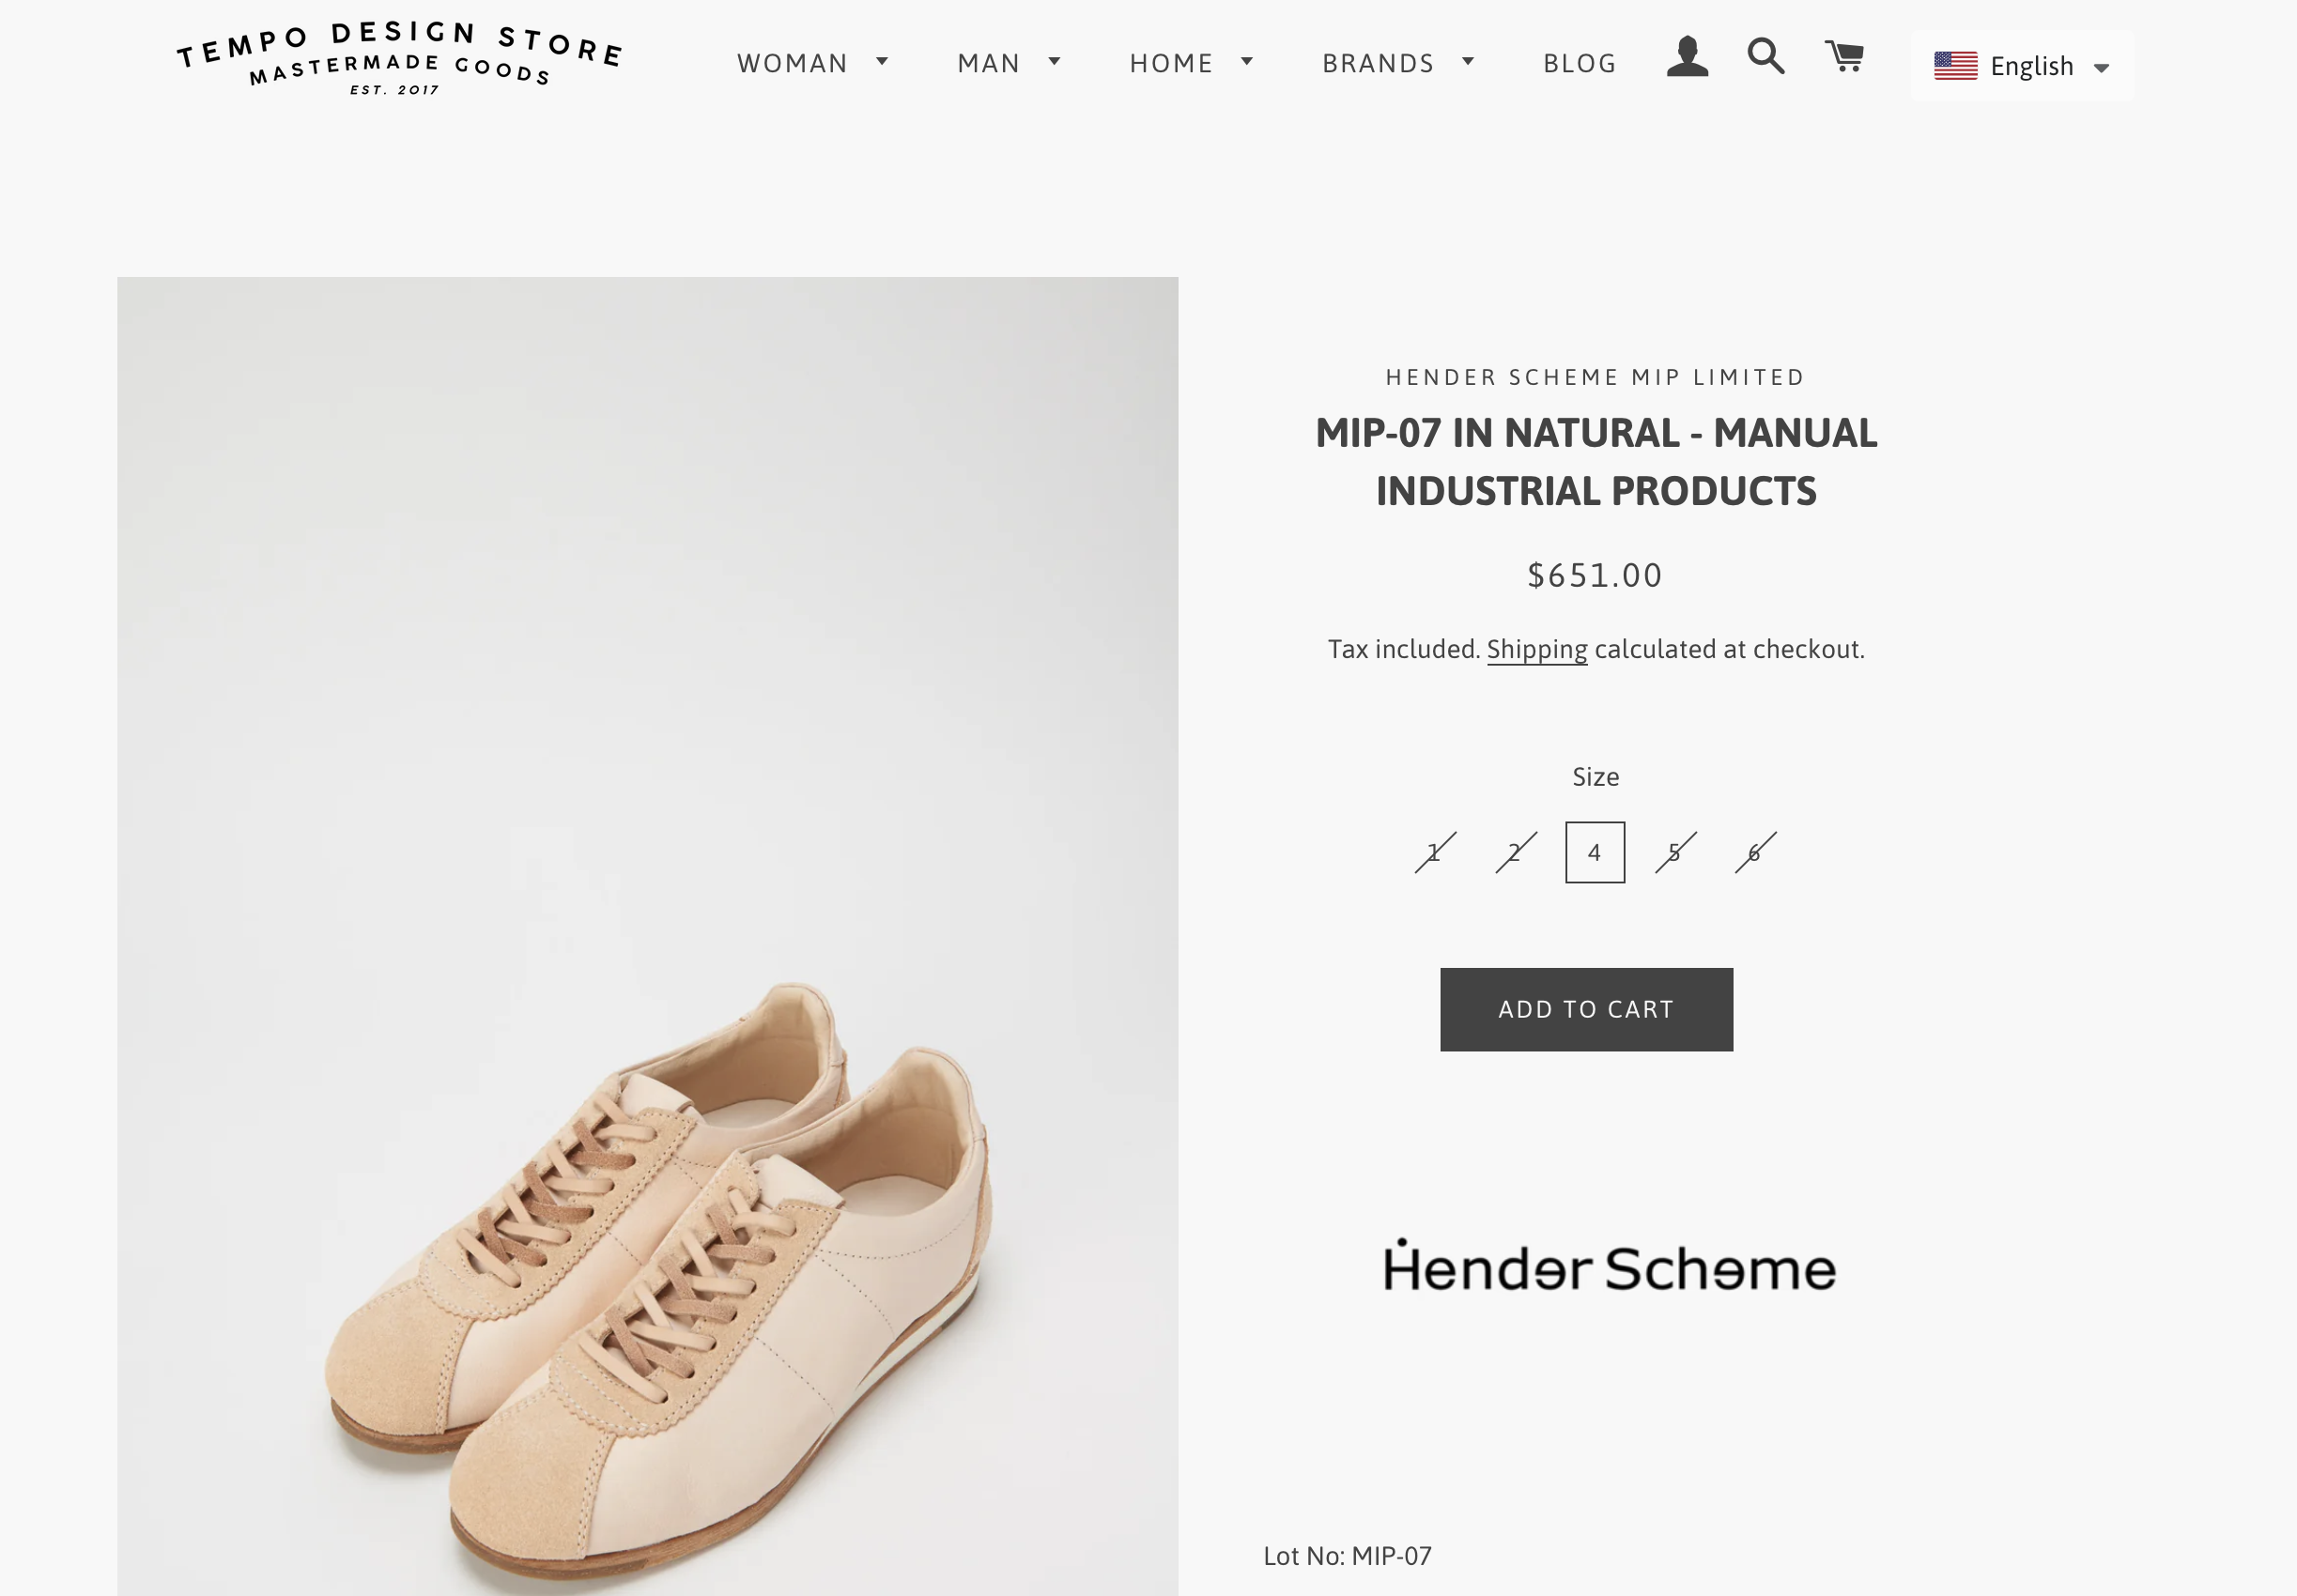 TEMPO DESIGN STORE
MASTERMADE GOODS
EST. 2017
WOMAN MAN HOME BRANDS BLOG English
HENDER SCHEME MIP LIMITED
MIP-07 IN NATURAL - MANUAL
INDUSTRIAL PRODUCTS
$651.00
Tax included. Shipping calculated at checkout.
Size
1 2 4 5 6
ADD TO CART
Hender Scheme
Lot No: MIP-07